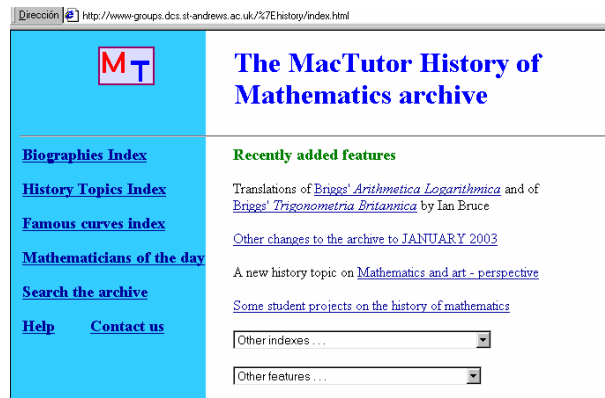 Dirección http://www-groups.dcs.st-andrews.ac.uk/%7Ehistory/index.html
MT
The MacTutor History of
Mathematics archive
Biographies Index
History Topics Index
Famous curves index
Mathematicians of the day
Search the archive
Help Contact us
Recently added features
Translations of Briggs' Arithmetica Logarithmica and of
Briggs' Trigonometria Britannica by Ian Bruce
Other changes to the archive to JANUARY 2003
A new history topic on Mathematics and art - perspective
Some student projects on the history of mathematics
Other indexes . . .
Other features . . .